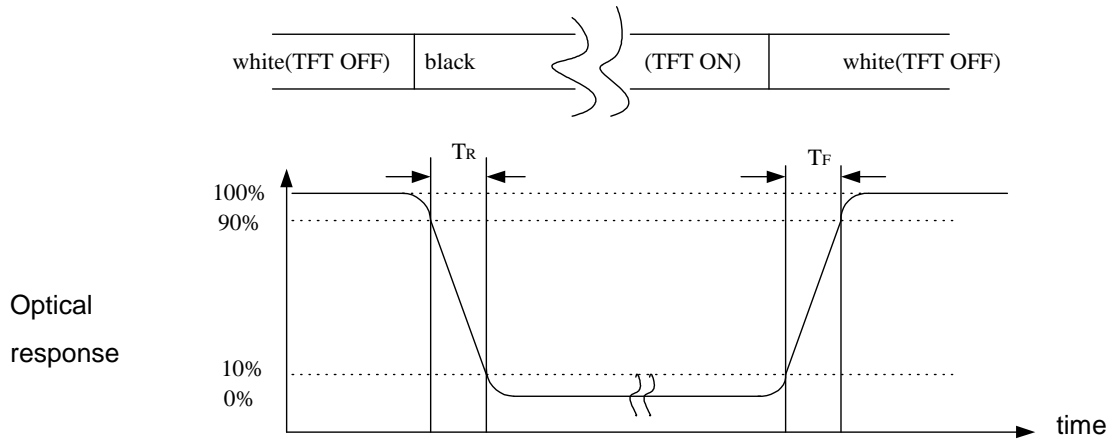 white(TFT OFF) black (TFT ON) white(TFT OFF)
TR TF
100%
90%
Optical
response
10%
0%
time